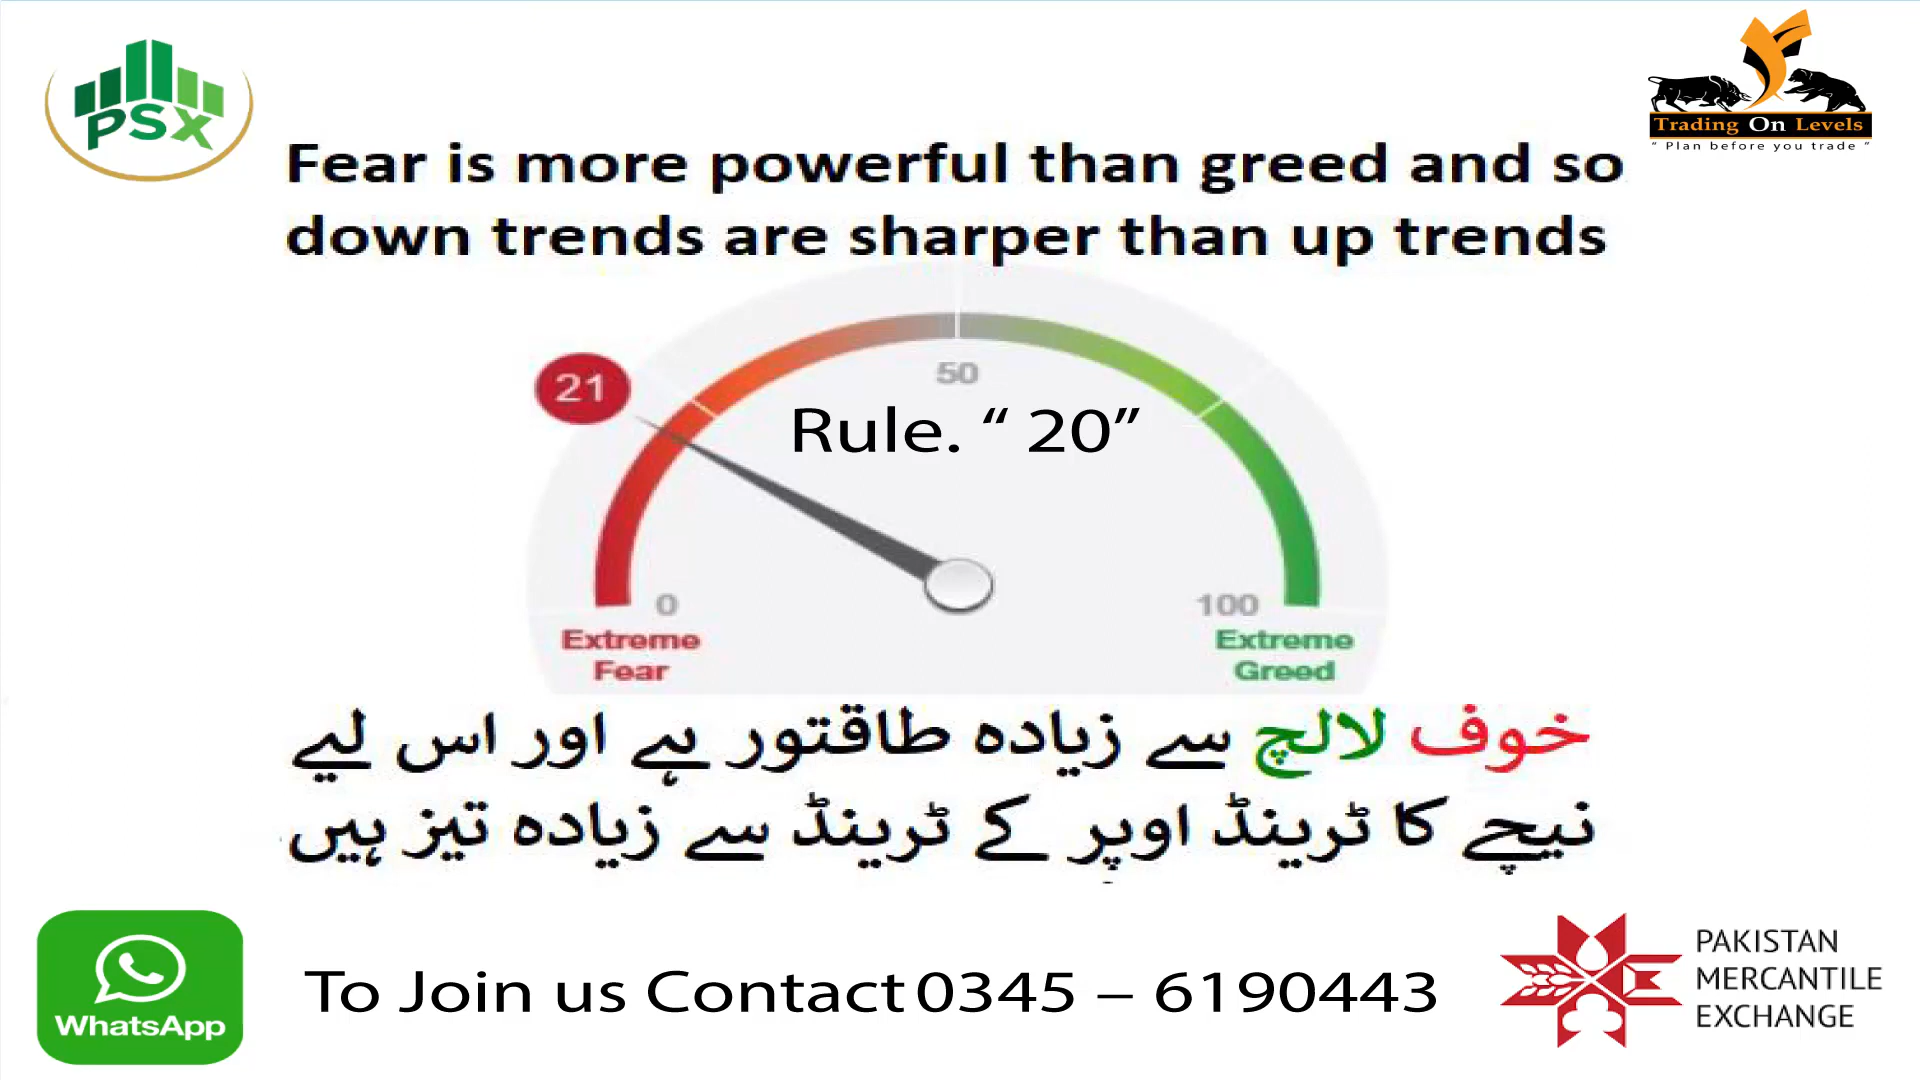 PSX
Trading On Levels
“ Plan before you trade ”
Fear is more powerful than greed and so
down trends are sharper than up trends
21
50
Rule. “ 20”
0
100
Extreme
Fear
Extreme
Greed
خوف لالچ سے زیادہ طاقتور ہے اور اس لیے
نیچے کا ٹرینڈ اوپر کے ٹرینڈ سے زیادہ تیز ہیں
WhatsApp
To Join us Contact 0345 – 6190443
PAKISTAN
MERCANTILE
EXCHANGE